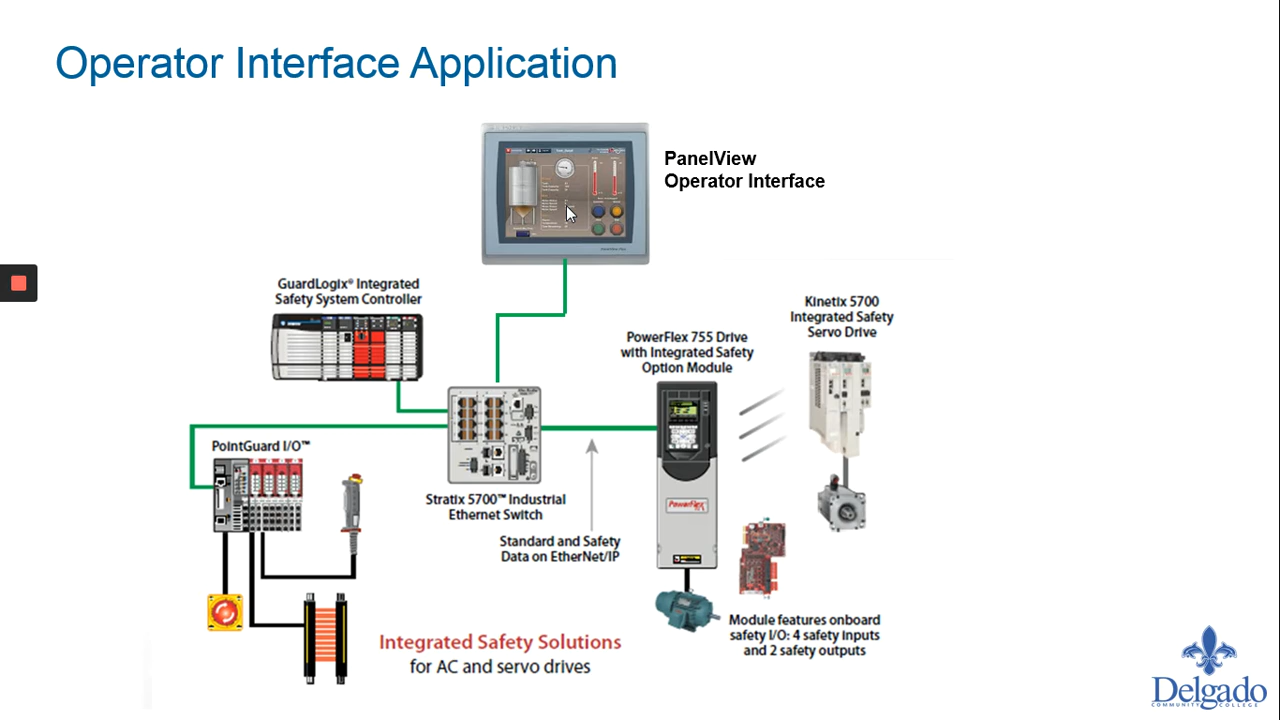 Operator Interface Application
PanelView
Operator Interface
GuardLogix® Integrated
Safety System Controller
Kinetix 5700
Integrated Safety
Servo Drive
PowerFlex 755 Drive
with Integrated Safety
Option Module
PointGuard I/O™
Stratix 5700™ Industrial
Ethernet Switch
Standard and Safety
Data on EtherNet/IP
PowerFlex
Module features onboard
safety I/O: 4 safety inputs
and 2 safety outputs
Integrated Safety Solutions
for AC and servo drives
Delgado
COMMUNITY COLLEGE